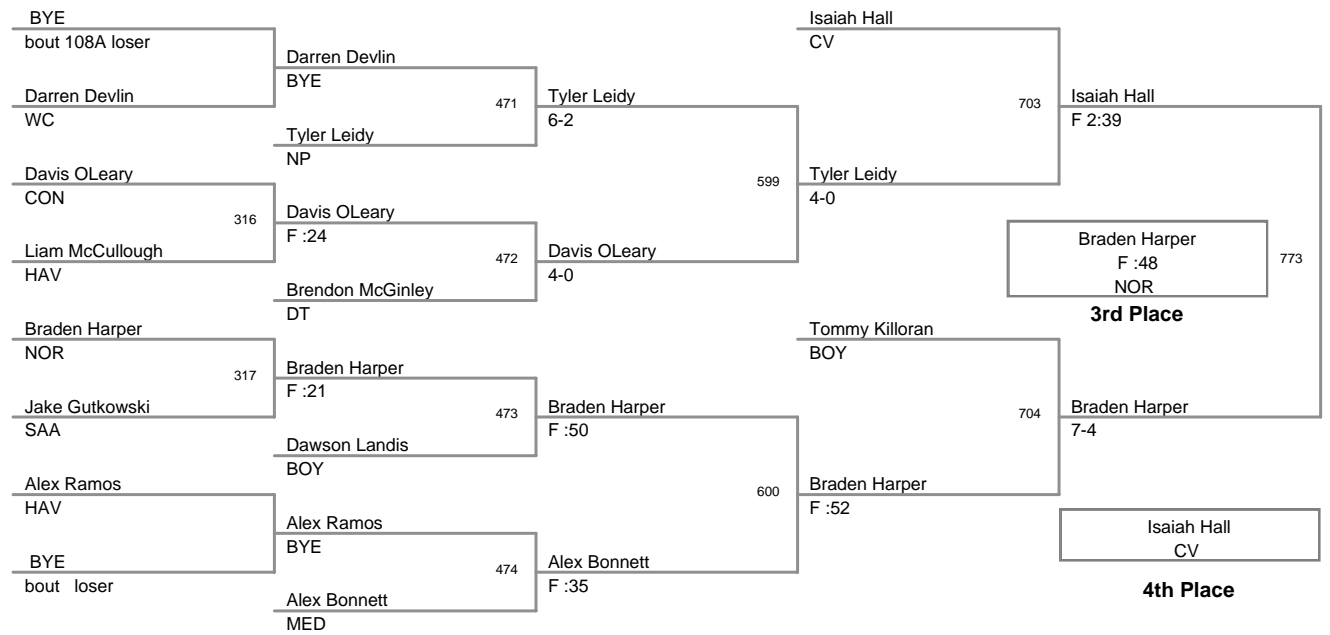 BYE
bout 108A loser
Darren Devlin
WC
Davis OLeary
CON
316
Liam McCullough
HAV
Braden Harper
NOR
317
Jake Gutkowski
SAA
Alex Ramos
HAV
BYE
bout loser
Darren Devlin
BYE
471
Tyler Leidy
NP
Davis OLeary
F :24
472
Brendon McGinley
DT
Braden Harper
F :21
473
Dawson Landis
BOY
Alex Ramos
BYE
474
Alex Bonnett
MED
Tyler Leidy
6-2
599
Davis OLeary
4-0
Braden Harper
F :50
600
Alex Bonnett
F :35
Isaiah Hall
CV
703
Tyler Leidy
4-0
Tommy Killoran
BOY
704
Braden Harper
F :52
Isaiah Hall
F 2:39
773
Braden Harper
7-4
Braden Harper
F :48
NOR
3rd Place
Isaiah Hall
CV
4th Place